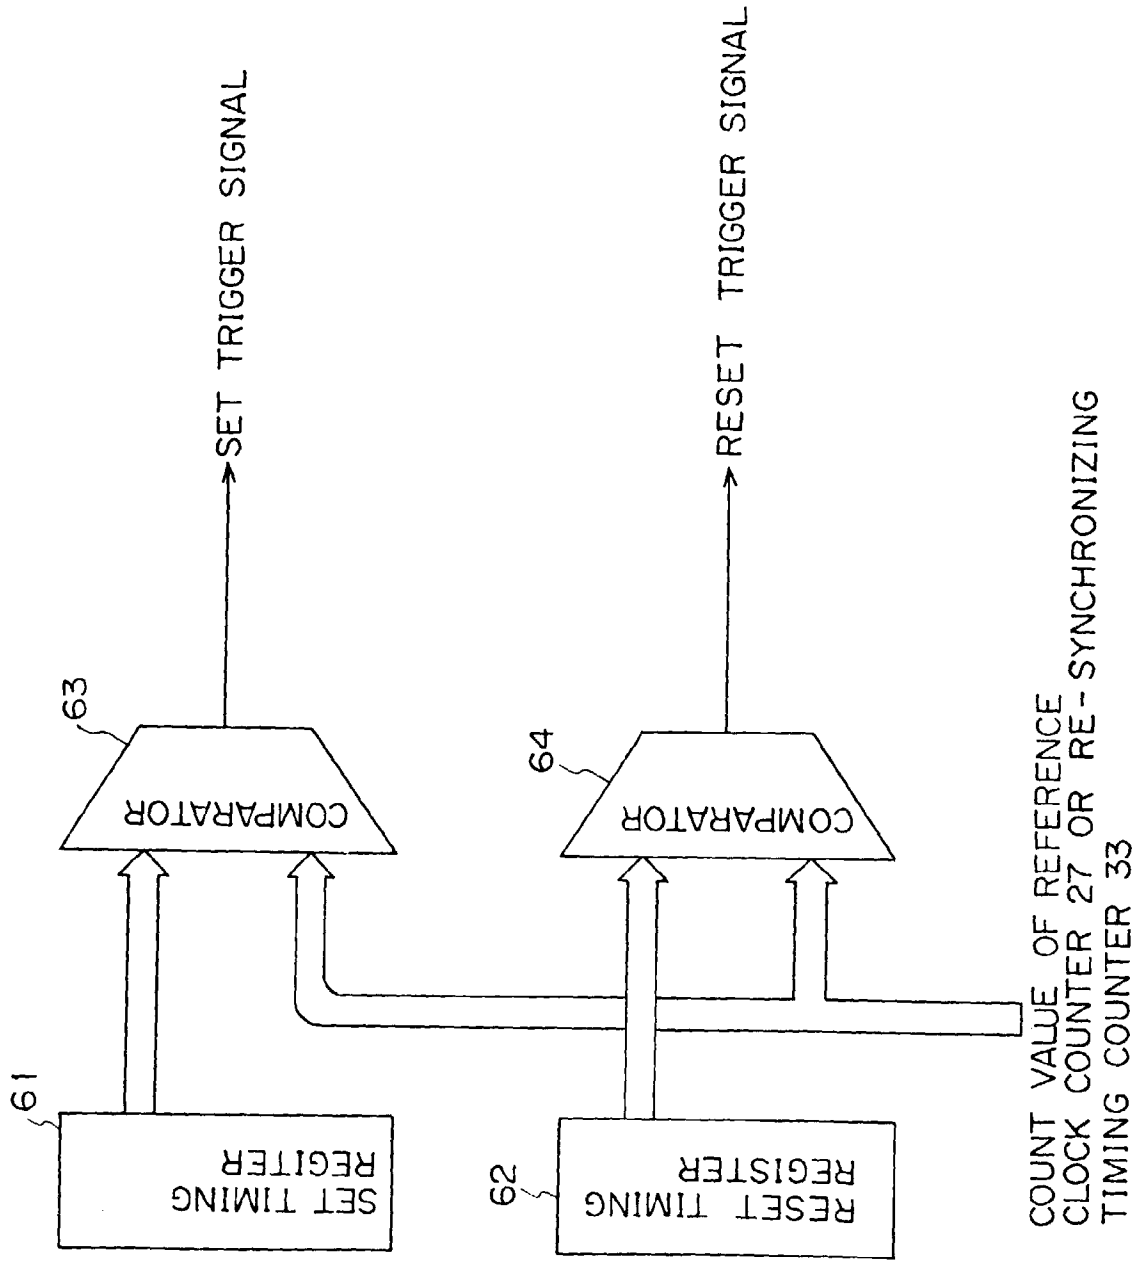 61
SET TIMING
REGITER
63
COMPARATOR
SET TRIGGER SIGNAL
62
RESET TIMING
REGISTER
64
COMPARATOR
RESET TRIGGER SIGNAL
COUNT VALUE OF REFERENCE
CLOCK COUNTER 27 OR RE-SYNCHRONIZING
TIMING COUNTER 33